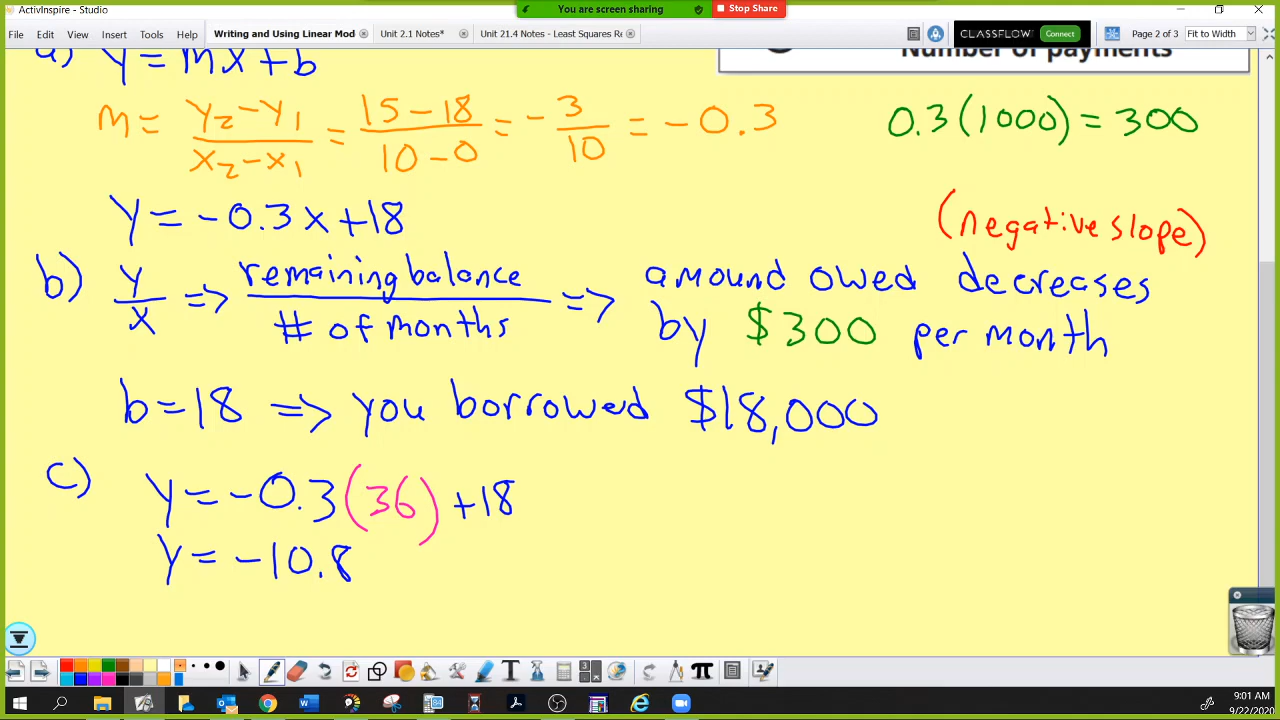 ActivInspire - Studio
You are screen sharing
Stop Share
File Edit View Insert Tools Help
Writing and Using Linear Mod
Unit 2.1 Notes*
Unit 21.4 Notes - Least Squares Re
CLASSFLOW Connect
Page 2 of 3
Fit to Width
a) y = mx + b
Number of payments
m = y₂-y₁/x₂-x₁ = 15-18/10-0 = -3/10 = -0.3
0.3(1000) = 300
y = -0.3x + 18
(negative slope)
b) y/x => remaining balance/# of months => amound owed decreases
by $300 per month
b = 18 => you borrowed $18,000
c) y = -0.3(36) + 18
y = -10.8
9:01 AM
9/22/2020